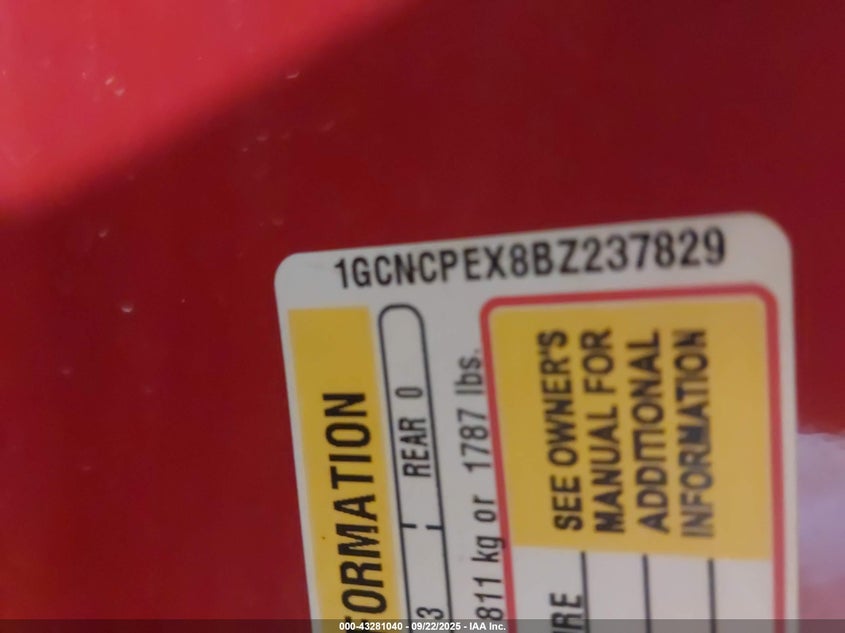 1GCNCPEX8BZ237829
ORMATION
3 REAR 0
811 kg or 1787 lbs.
URE
SEE OWNER'S
MANUAL FOR
ADDITIONAL
INFORMATION
000-43281040 - 09/22/2025 - IAA Inc.